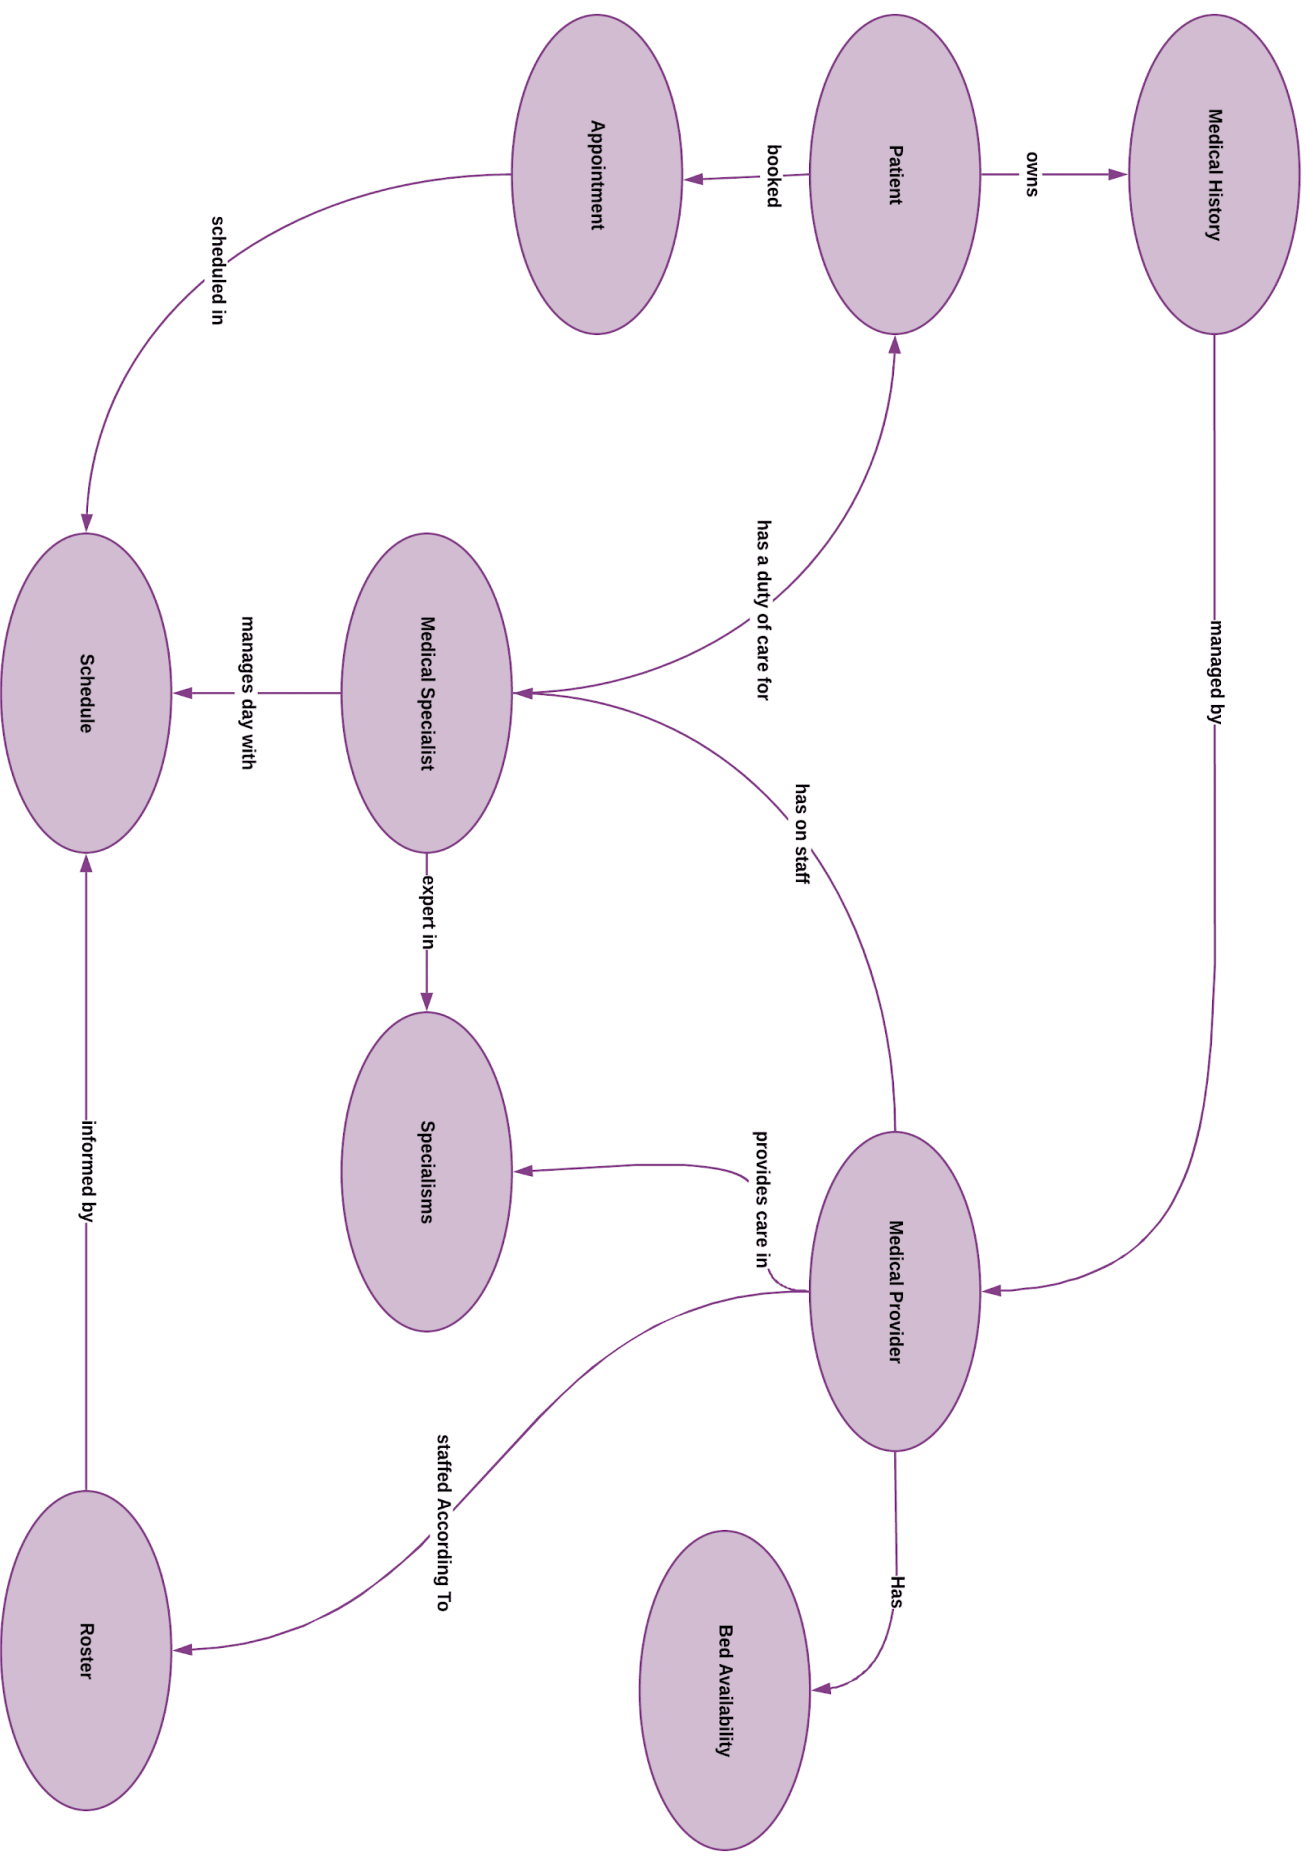 Medical History
owns
managed by
Patient
booked
has a duty of care for
has on staff
Medical Provider
Has
Appointment
provides care in
Bed Availability
scheduled in
Medical Specialist
expert in
Specialisms
staffed According To
manages day with
Schedule
informed by
Roster